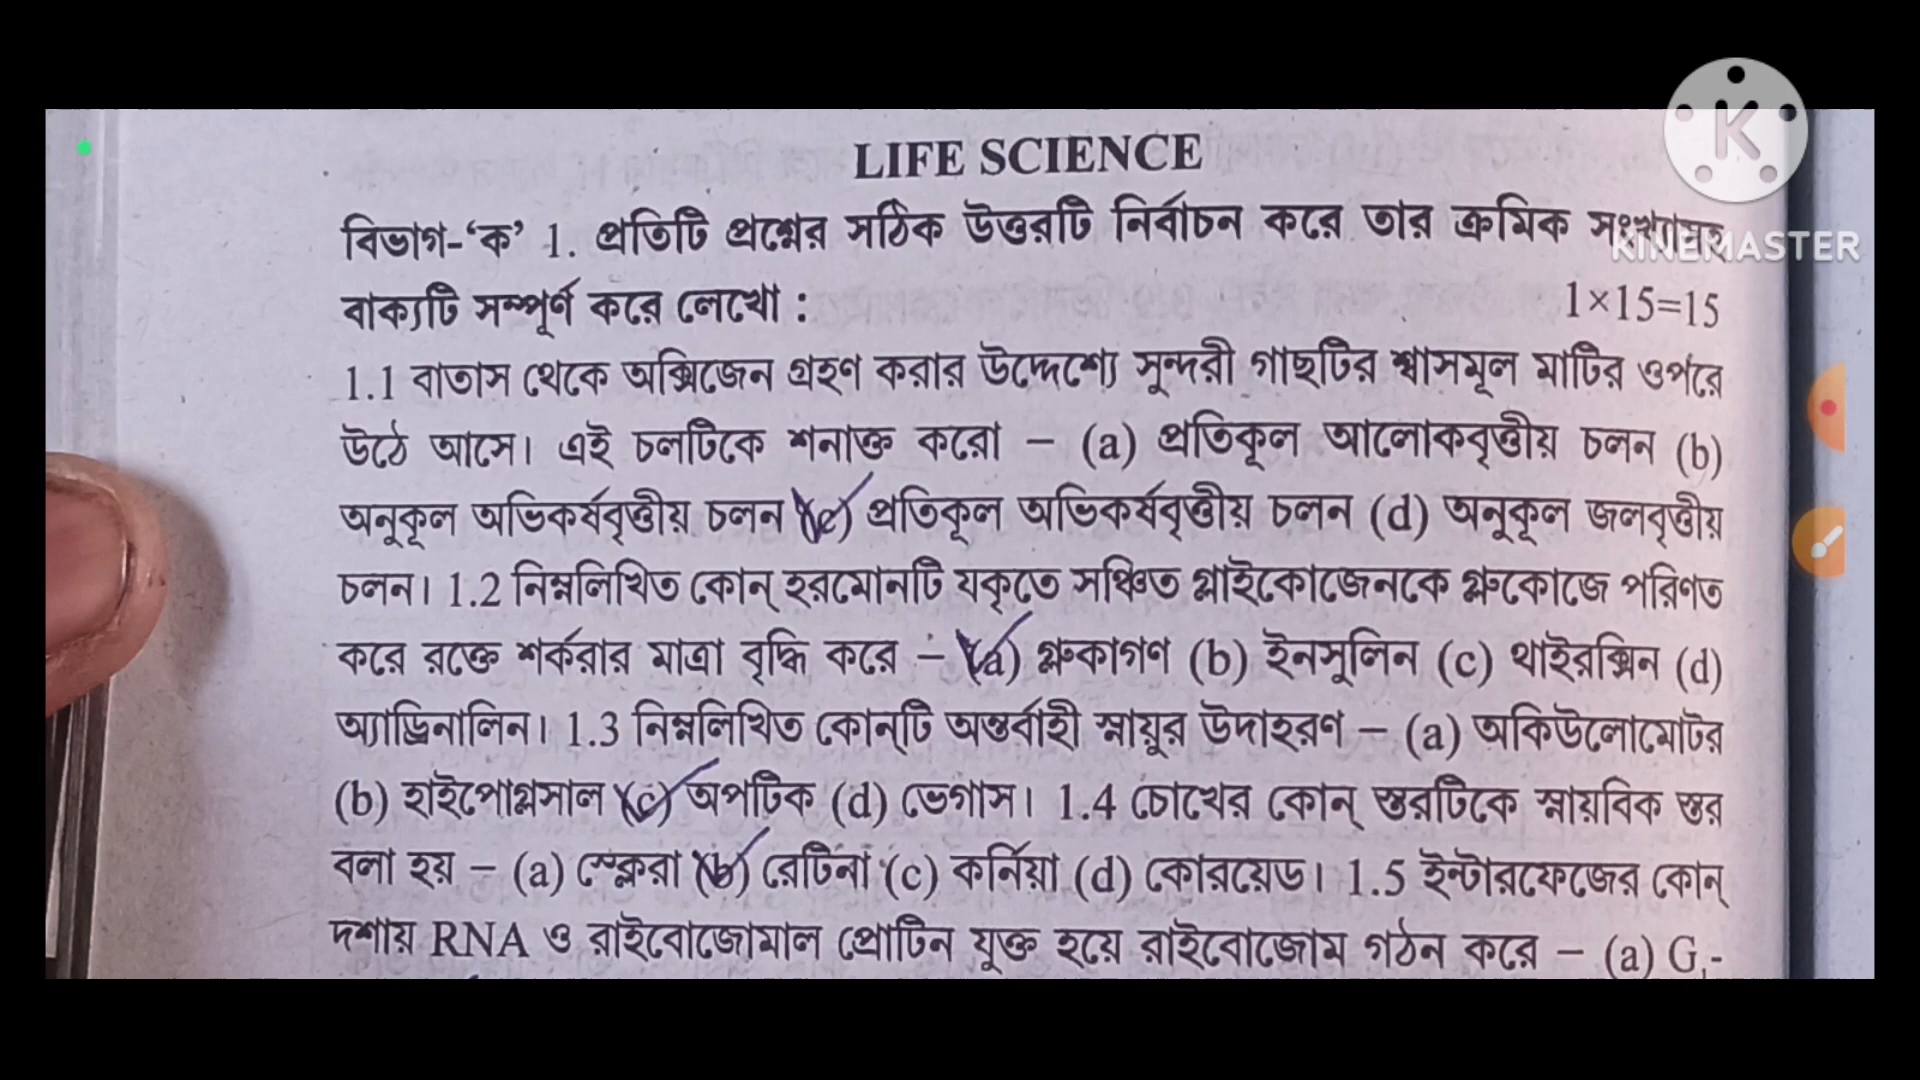 LIFE SCIENCE
বিভাগ-‘ক’ 1. প্রতিটি প্রশ্নের সঠিক উত্তরটি নির্বাচন করে তার ক্রমিক সংখ্যাসহ
KINEMASTER
বাক্যটি সম্পূর্ণ করে লেখো : 1×15=15
1.1 বাতাস থেকে অক্সিজেন গ্রহণ করার উদ্দেশ্যে সুন্দরী গাছটির শ্বাসমূল মাটির ওপরে
উঠে আসে। এই চলটিকে শনাক্ত করো – (a) প্রতিকূল আলোকবৃত্তীয় চলন (b)
অনুকূল অভিকর্ষবৃত্তীয় চলন (c) প্রতিকূল অভিকর্ষবৃত্তীয় চলন (d) অনুকূল জলবৃত্তীয়
চলন। 1.2 নিম্নলিখিত কোন্ হরমোনটি যকৃতে সঞ্চিত গ্লাইকোজেনকে গ্লুকোজে পরিণত
করে রক্তে শর্করার মাত্রা বৃদ্ধি করে – (a) গ্লুকাগণ (b) ইনসুলিন (c) থাইরক্সিন (d)
অ্যাড্রিনালিন। 1.3 নিম্নলিখিত কোন্‌টি অন্তর্বাহী স্নায়ুর উদাহরণ – (a) অকিউলোমোটর
(b) হাইপোগ্লসাল (c) অপটিক (d) ভেগাস। 1.4 চোখের কোন্ স্তরটিকে স্নায়বিক স্তর
বলা হয় – (a) স্ক্লেরা (b) রেটিনা (c) কর্নিয়া (d) কোরয়েড। 1.5 ইন্টারফেজের কোন্
দশায় RNA ও রাইবোজোমাল প্রোটিন যুক্ত হয়ে রাইবোজোম গঠন করে – (a) G₁-